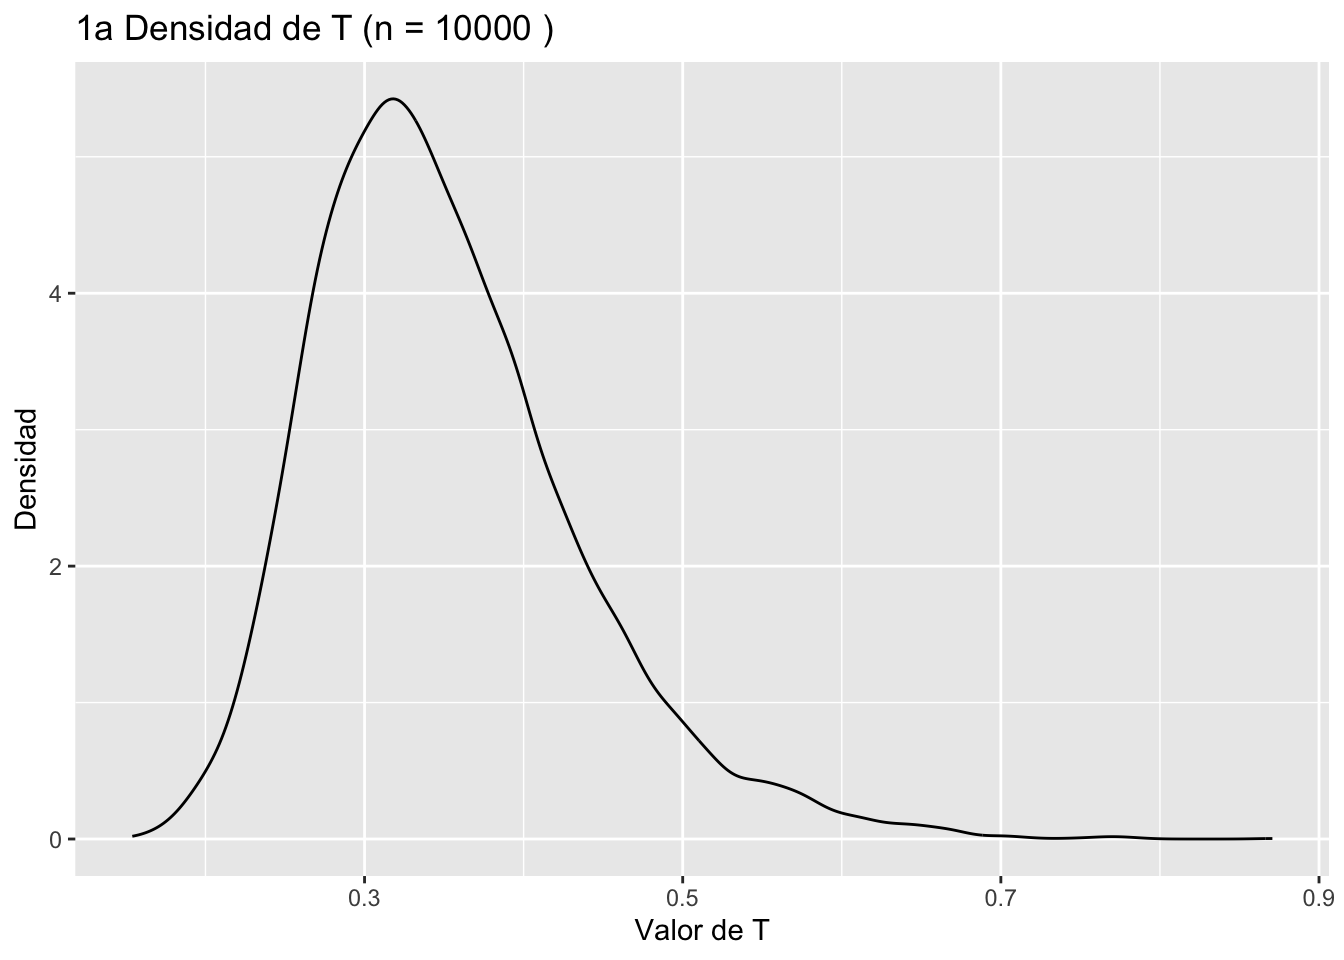 1a Densidad de T (n = 10000 )
Densidad
4
2
0
0.3
0.5
0.7
0.9
Valor de T